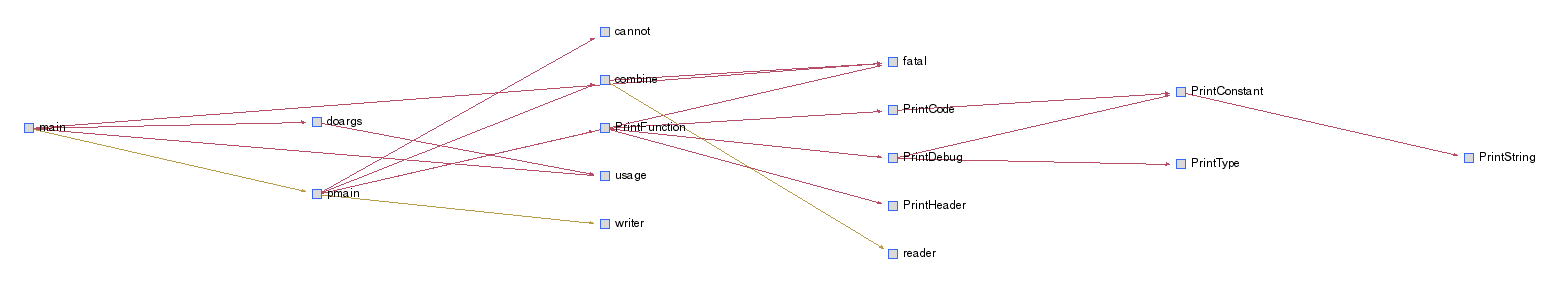 main
doargs
pmain
cannot
combine
PrintFunction
usage
writer
fatal
PrintCode
PrintDebug
PrintHeader
reader
PrintConstant
PrintType
PrintString